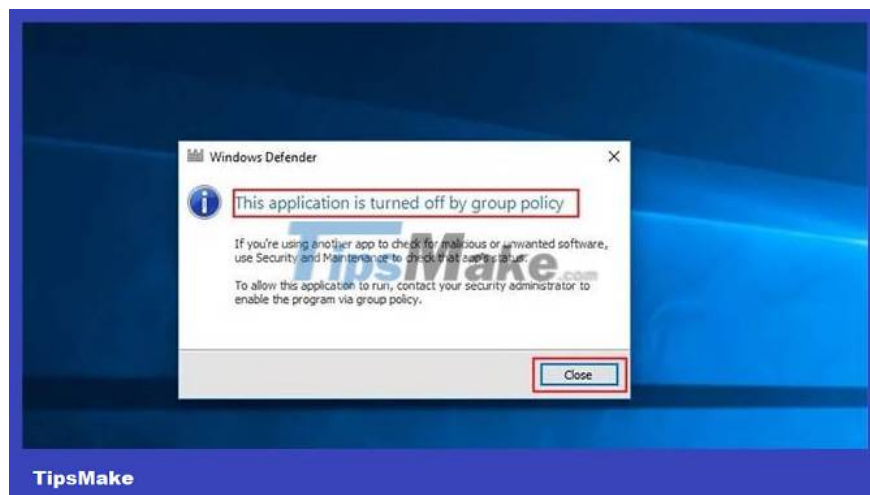 Windows Defender
This application is turned off by group policy
If you're using another app to check for malicious or unwanted software,
use Security and Maintenance to check that app's status.
TipsMake.com
To allow this application to run, contact your security administrator to
enable the program via group policy.
Close
TipsMake